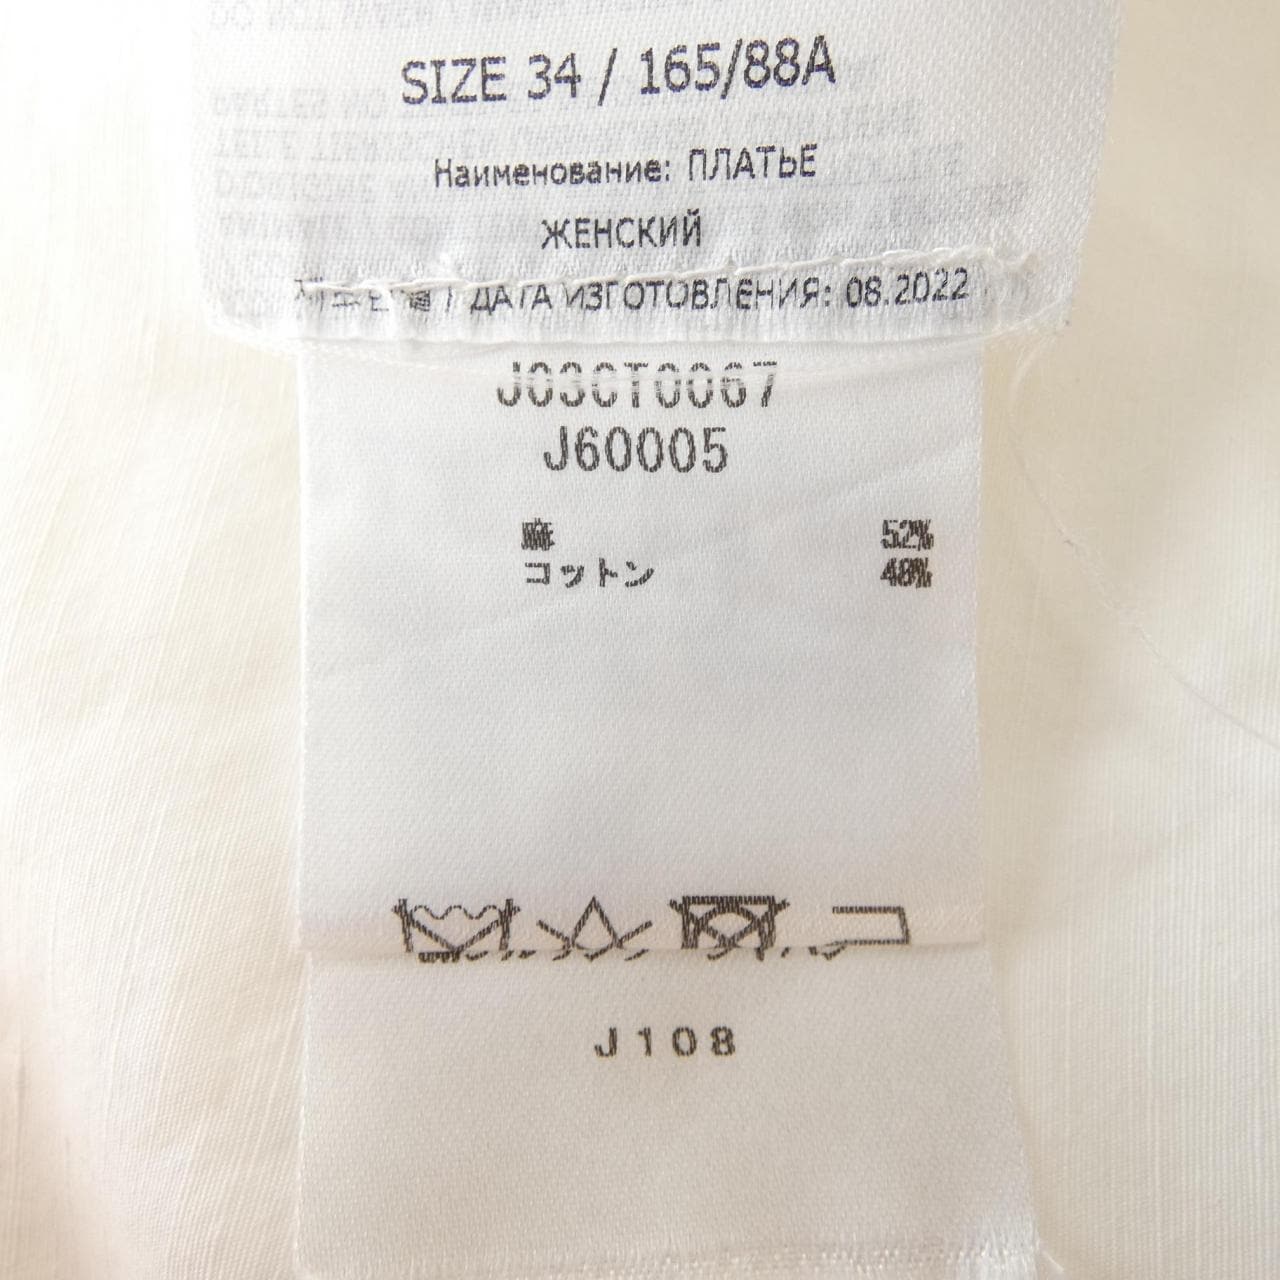 SIZE 34 / 165/88A
Наименование: ПЛАТЬЕ
ЖЕНСКИЙ
/ ДАТА ИЗГОТОВЛЕНИЯ: 08.2022
J03CT0067
J60005
麻 52%
コットン 48%
J108